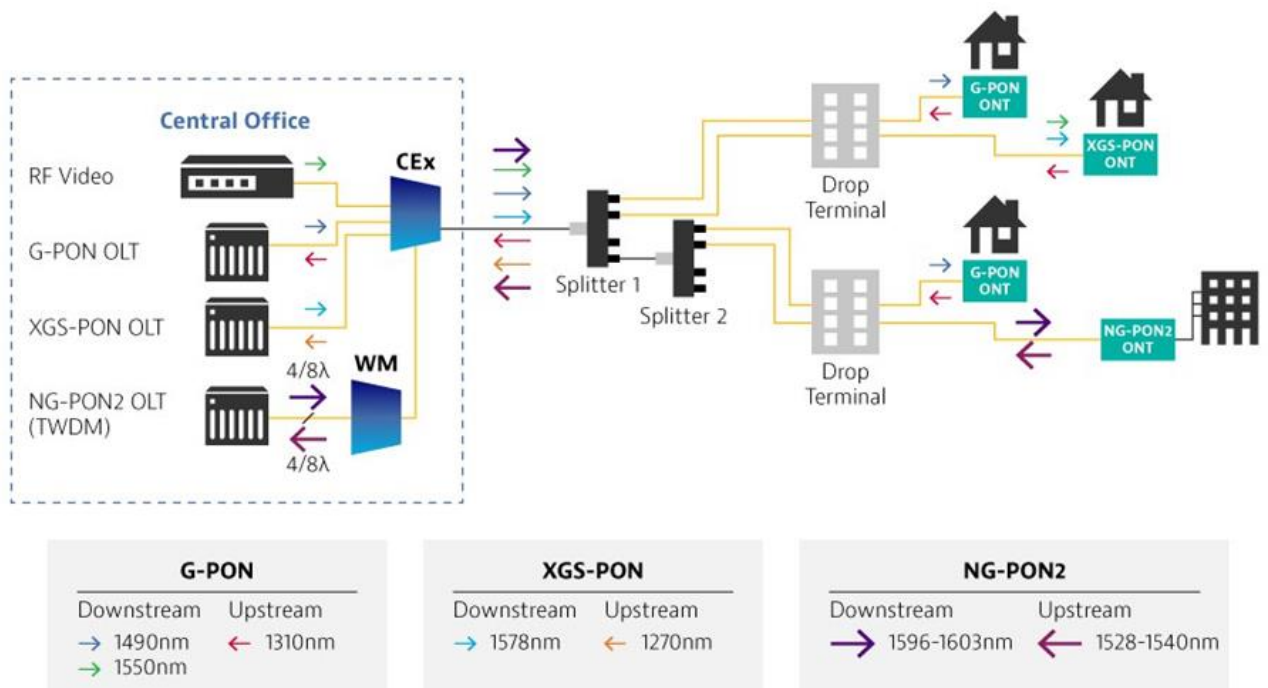 Central Office
RF Video
CEx
G-PON OLT
XGS-PON OLT
4/8λ
WM
NG-PON2 OLT
(TWDM)
4/8λ
Splitter 1
Splitter 2
Drop
Terminal
Drop
Terminal
G-PON
ONT
XGS-PON
ONT
G-PON
ONT
NG-PON2
ONT
G-PON
Downstream Upstream
1490nm 1310nm
1550nm
XGS-PON
Downstream Upstream
1578nm 1270nm
NG-PON2
Downstream Upstream
1596-1603nm 1528-1540nm